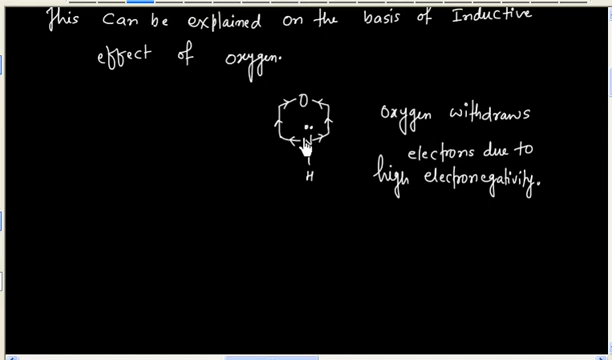 This can be explained on the basis of Inductive
effect of oxygen.
O
N
H
oxygen withdraws
electrons due to
high electronegativity.